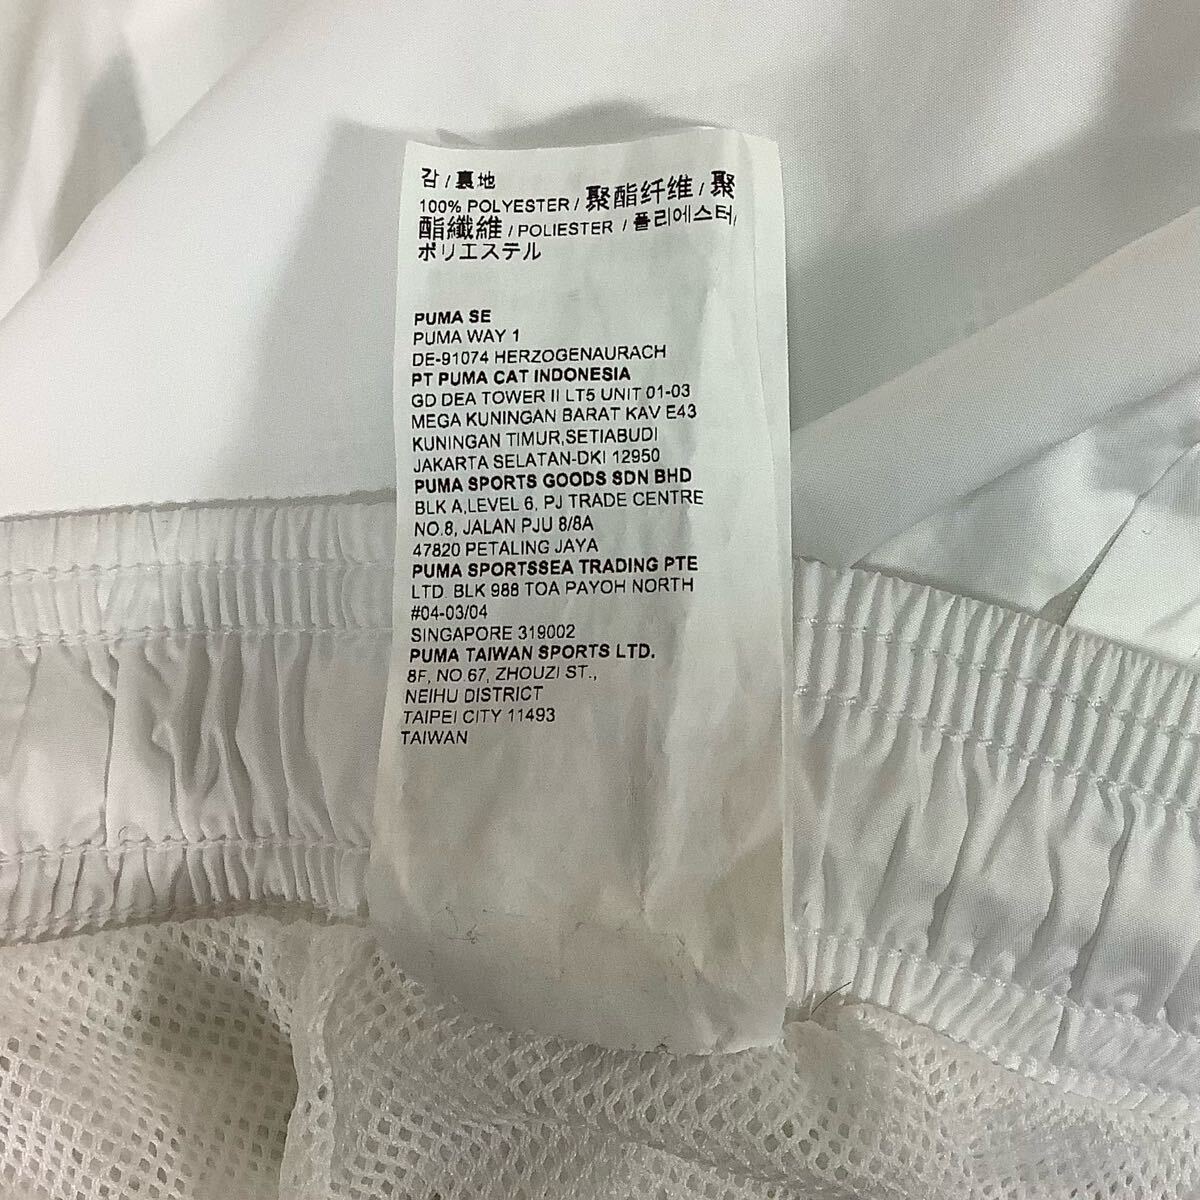 감 / 裏地
100% POLYESTER / 聚酯纤维 / 聚
酯纖維 / POLIESTER / 폴리에스터/
ポリエステル
PUMA SE
PUMA WAY 1
DE-91074 HERZOGENAURACH
PT PUMA CAT INDONESIA
GD DEA TOWER II LT5 UNIT 01-03
MEGA KUNINGAN BARAT KAV E43
KUNINGAN TIMUR,SETIABUDI
JAKARTA SELATAN-DKI 12950
PUMA SPORTS GOODS SDN BHD
BLK A,LEVEL 6, PJ TRADE CENTRE
NO.8, JALAN PJU 8/8A
47820 PETALING JAYA
PUMA SPORTSSEA TRADING PTE
LTD. BLK 988 TOA PAYOH NORTH
#04-03/04
SINGAPORE 319002
PUMA TAIWAN SPORTS LTD.
8F, NO.67, ZHOUZI ST.,
NEIHU DISTRICT
TAIPEI CITY 11493
TAIWAN